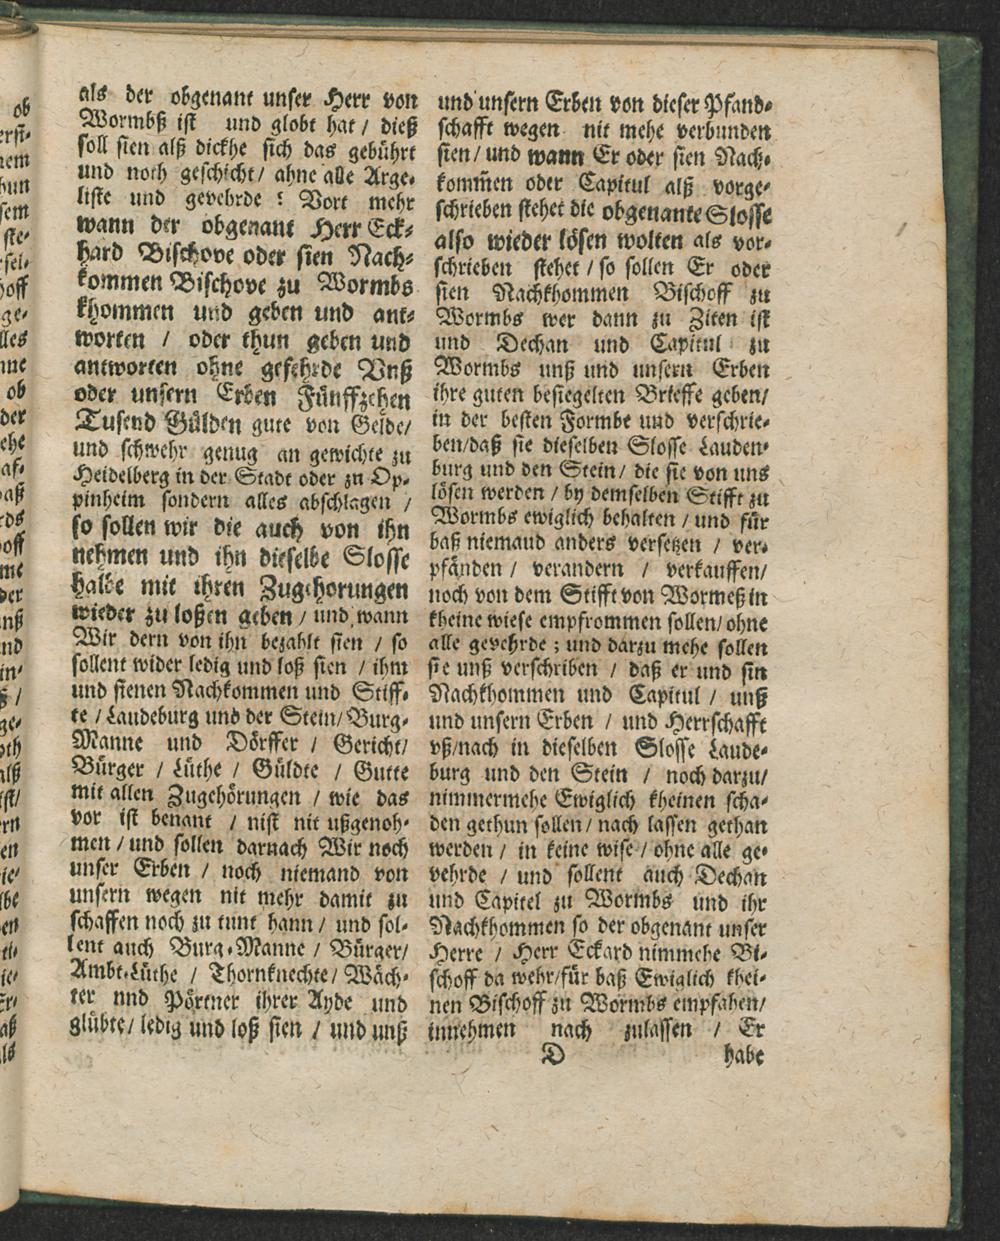 als der obgenant unser Herr von
Wormbß ist und globt hat / dieß
soll sien alß dickhe sich das gebührt
und noth geschicht / ahne alle Arge-
liste und gevebrde : Vort mehr
wann der obgenant Herr Eck-
hard Bischove oder sien Nach-
kommen Bischove zu Wormbs
khommen und geben und ant-
worten / oder thun geben und
antworten ohne gefehrde Vnß
oder unsern Erben Fünffzehen
Tusend Gülden gute von Gelde/
und schwehr genug an gewichte zu
Heidelberg in der Stadt oder zu Op-
pinheim sondern alles abschlagen /
so sollen wir die auch von ihn
nehmen und ihn dieselbe Slosse
halbe mit ihren Zugehorungen
wieder zu loßen geben / und wann
Wir dern von ihn bezahlt sien / so
sollent wider ledig und loß sien / ihm
und sienen Nachkommen und Stiff-
te / Laudeburg und der Stein/ Burg-
Manne und Dörffer / Gericht/
Bürger / Lüthe / Güldte / Gutte
mit allen Zugehörungen / wie das
vor ist benant / nist nit ußgenoh-
men / und sollen darnach Wir noch
unser Erben / noch niemand von
unsern wegen nit mehr damit zu
schaffen noch zu tunt hann / und sol-
lent auch Burg-Manne / Bürger/
Ambt-Lüthe / Thornknechte/ Wäch-
ter nnd Pörtner ihrer Ayde und
glübte/ ledig und loß sien / und unß
und unsern Erben von dieser Pfand-
schafft wegen nit mehe verbunden
sien / und wann Er oder sien Nach-
kom̃en oder Capitul alß vorge-
schrieben stehet die obgenante Slosse
also wieder lösen wolten als vor-
schrieben stehet / so sollen Er oder
sien Nachkhommen Bischoff zu
Wormbs wer dann zu Ziten ist
und Dechan und Capitul zu
Wormbs unß und unsern Erben
ihre guten besiegelten Brieffe geben/
in der besten Formbe und verschrie-
ben/daß sie dieselben Slosse Lauden-
burg und den Stein/ die sie von uns
lösen werden / by demselben Stifft zu
Wormbs ewiglich behalten / und für
baß niemaud anders versetzen / ver-
pfänden / verandern / verkauffen/
noch von dem Stifft von Wormeß in
kheine wiese empfrommen sollen/ ohne
alle gevehrde ; und darzu mehe sollen
sie unß verschriben / daß er und sin
Nachkhommen und Capitul / unß
und unsern Erben / und Herrschafft
vß/nach in dieselben Slosse Laude-
burg und den Stein / noch darzu/
nimmermehe Ewiglich kheinen scha-
den gethun sollen / nach lassen gethan
werden / in keine wise / ohne alle ge-
vehrde / und sollent auch Dechan
und Capitel zu Wormbs und ihr
Nachkhommen so der obgenant unser
Herre / Herr Eckard nimmehe Bi-
schoff da wehr/für baß Ewiglich khei-
nen Bischoff zu Wormbs empfahen/
innehmen nach zulassen / Er
D habe